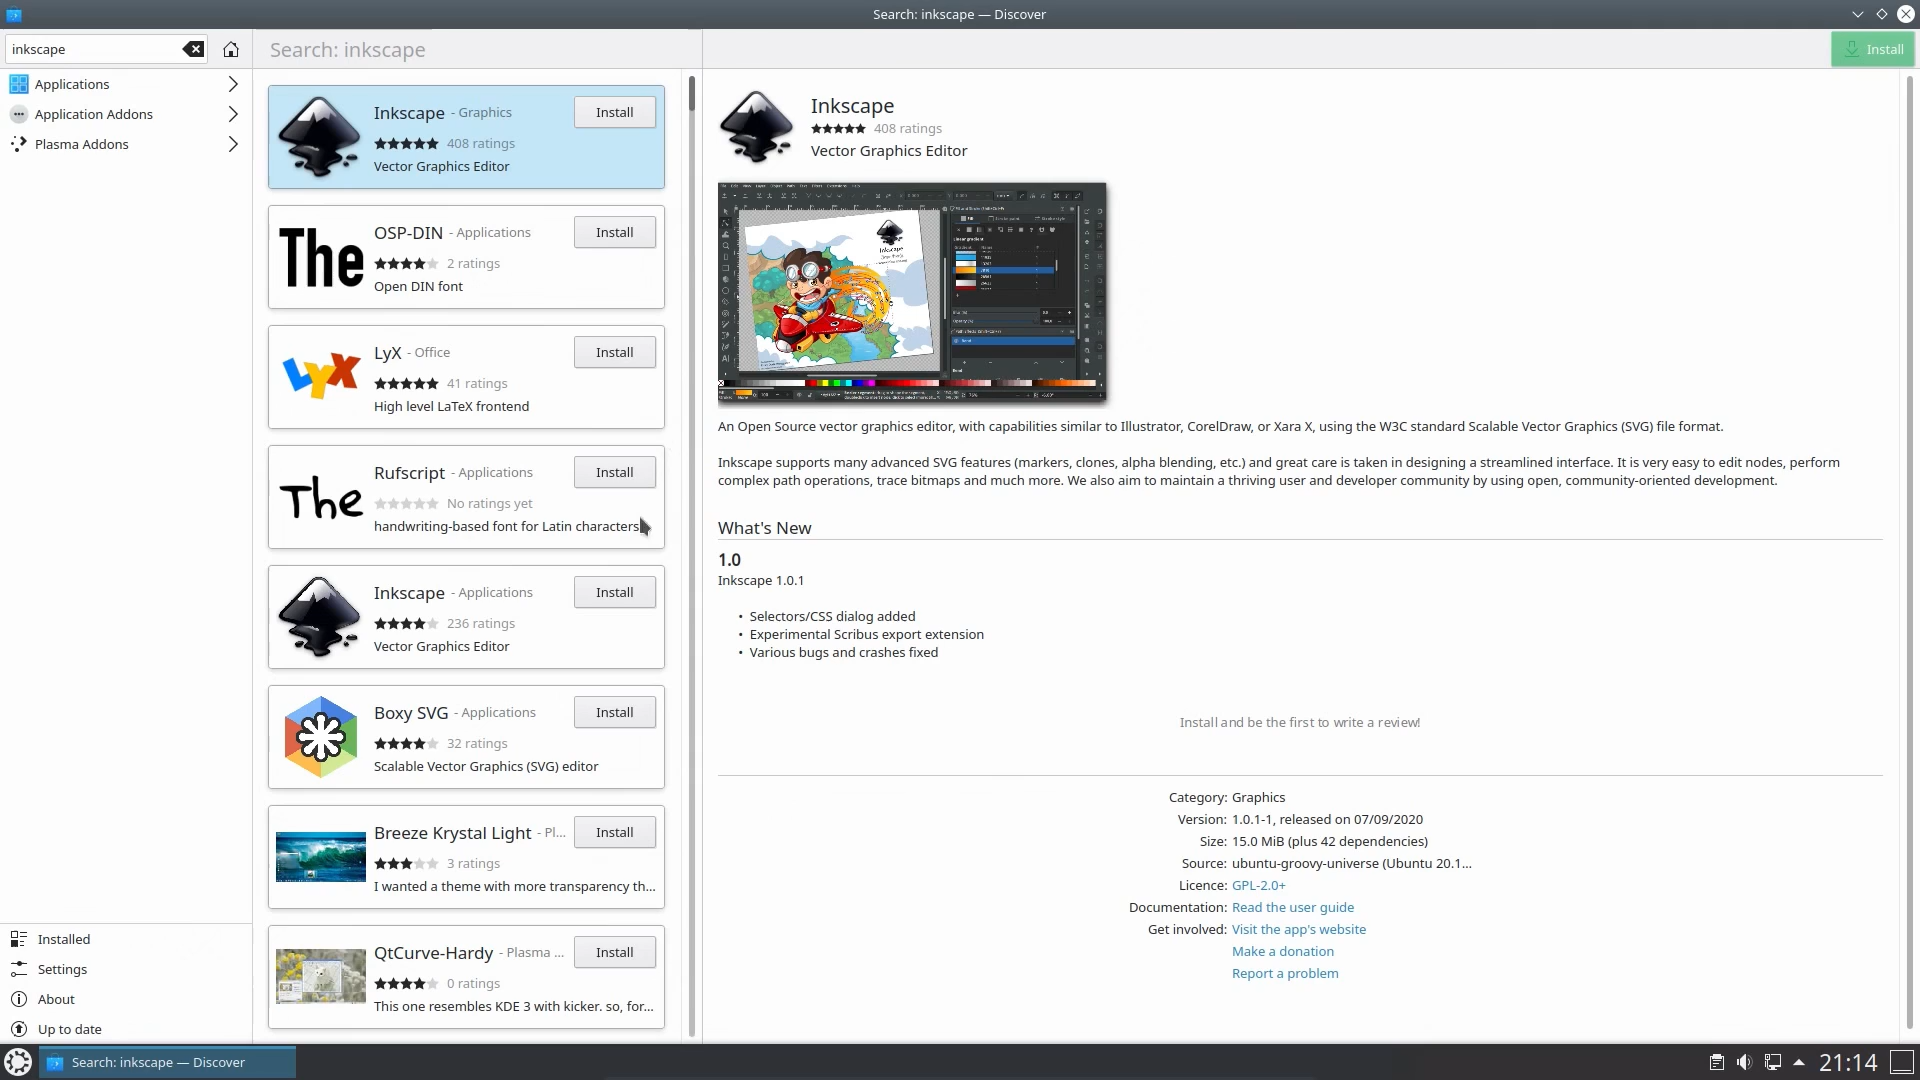 Search: inkscape — Discover
inkscape
Search: inkscape
Install
Applications
Application Addons
Plasma Addons
Inkscape - Graphics
Install
408 ratings
Vector Graphics Editor
The
OSP-DIN - Applications
Install
2 ratings
Open DIN font
LyX
LyX - Office
Install
41 ratings
High level LaTeX frontend
The
Rufscript - Applications
Install
No ratings yet
handwriting-based font for Latin characters
Inkscape - Applications
Install
236 ratings
Vector Graphics Editor
Boxy SVG - Applications
Install
32 ratings
Scalable Vector Graphics (SVG) editor
Breeze Krystal Light - Pl...
Install
3 ratings
I wanted a theme with more transparency th...
QtCurve-Hardy - Plasma ...
Install
0 ratings
This one resembles KDE 3 with kicker. so, for...
Inkscape
408 ratings
Vector Graphics Editor
Inkscape
An Open Source vector graphics editor, with capabilities similar to Illustrator, CorelDraw, or Xara X, using the W3C standard Scalable Vector Graphics (SVG) file format.
Inkscape supports many advanced SVG features (markers, clones, alpha blending, etc.) and great care is taken in designing a streamlined interface. It is very easy to edit nodes, perform
complex path operations, trace bitmaps and much more. We also aim to maintain a thriving user and developer community by using open, community-oriented development.
What's New
1.0
Inkscape 1.0.1
• Selectors/CSS dialog added
• Experimental Scribus export extension
• Various bugs and crashes fixed
Install and be the first to write a review!
Category: Graphics
Version: 1.0.1-1, released on 07/09/2020
Size: 15.0 MiB (plus 42 dependencies)
Source: ubuntu-groovy-universe (Ubuntu 20.1...
Licence: GPL-2.0+
Documentation: Read the user guide
Get involved: Visit the app's website
Make a donation
Report a problem
Installed
Settings
About
Up to date
Search: inkscape — Discover
21:14